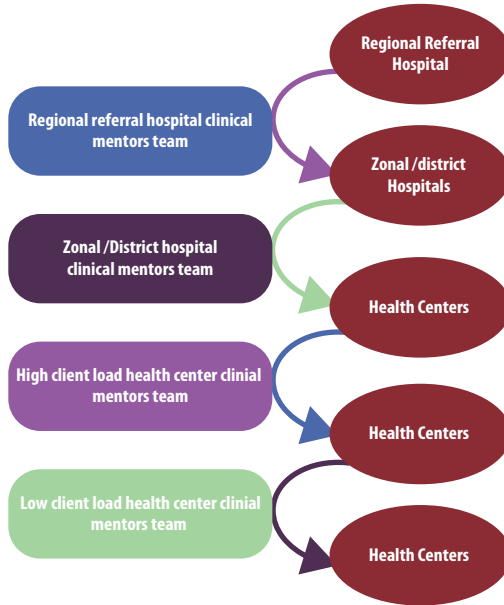 Regional Referral
Hospital
Regional referral hospital clinical
mentors team
Zonal /district
Hospitals
Zonal /District hospital
clinical mentors team
Health Centers
High client load health center clinial
mentors team
Health Centers
Low client load health center clinial
mentors team
Health Centers